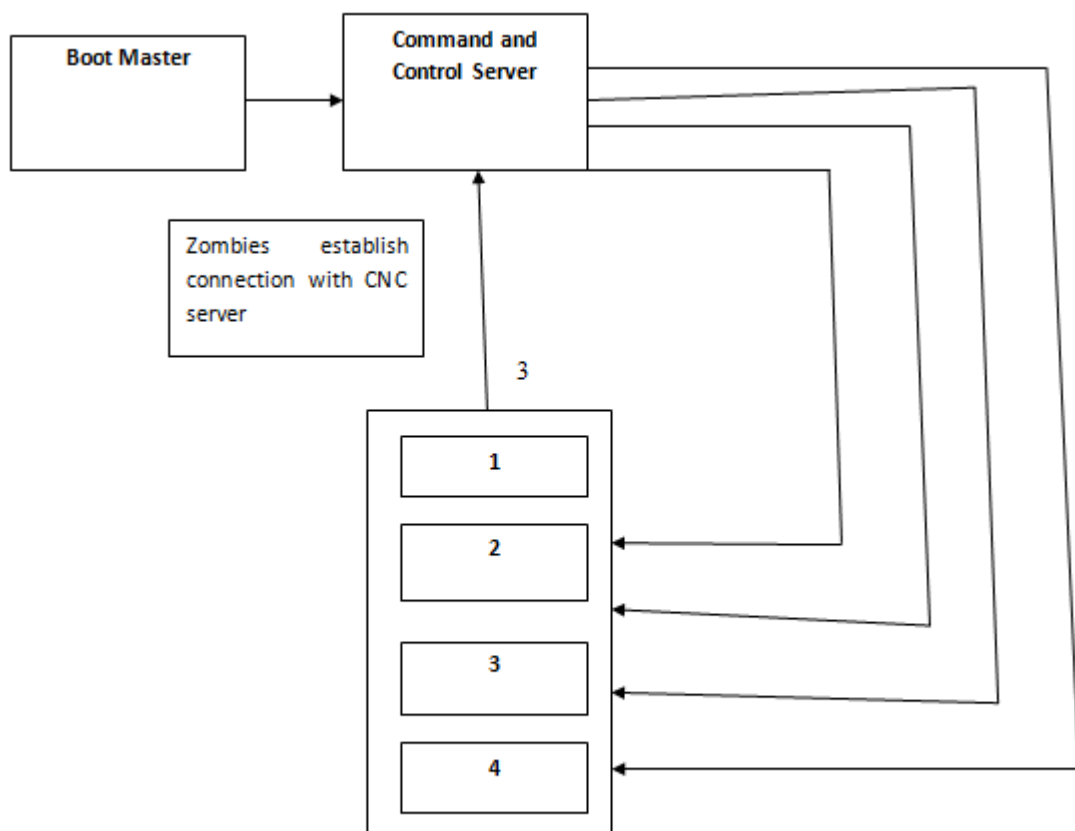 Boot Master
Command and
Control Server
Zombies establish
connection with CNC
server
3
1
2
3
4